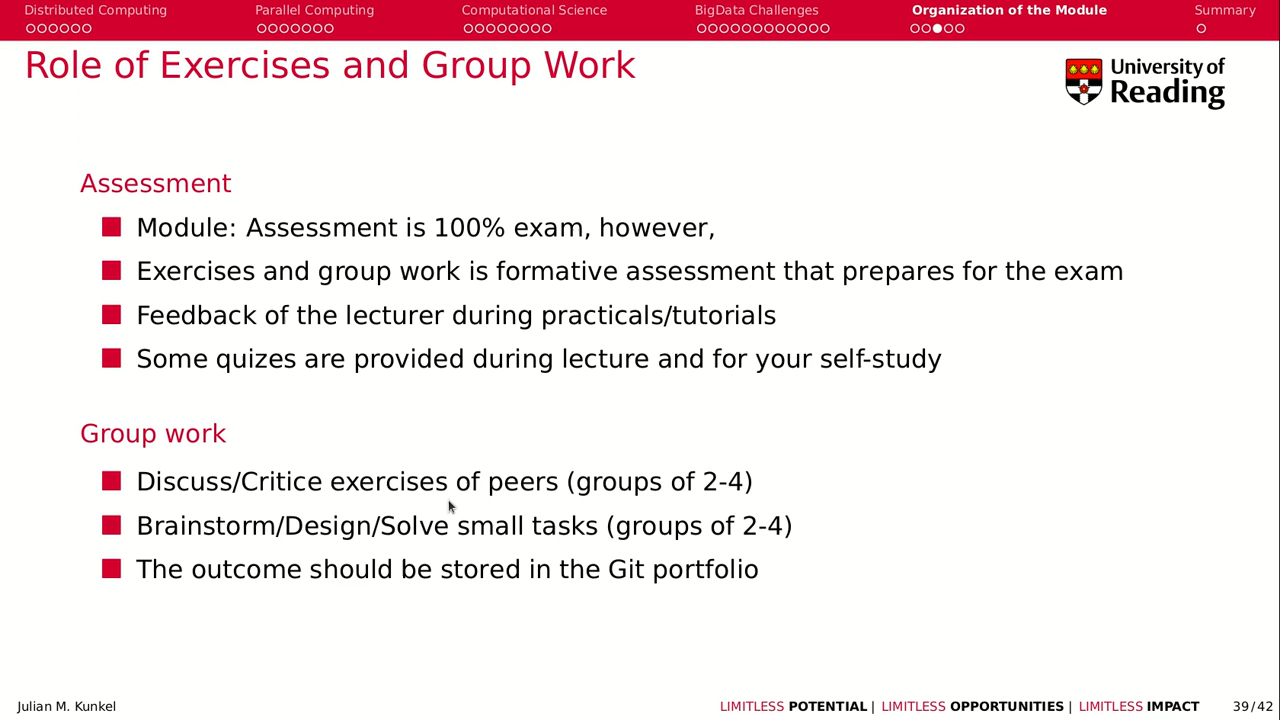 Distributed Computing Parallel Computing Computational Science BigData Challenges Organization of the Module Summary
Role of Exercises and Group Work
University of
Reading
Assessment
Module: Assessment is 100% exam, however,
Exercises and group work is formative assessment that prepares for the exam
Feedback of the lecturer during practicals/tutorials
Some quizes are provided during lecture and for your self-study
Group work
Discuss/Critice exercises of peers (groups of 2-4)
Brainstorm/Design/Solve small tasks (groups of 2-4)
The outcome should be stored in the Git portfolio
Julian M. Kunkel LIMITLESS POTENTIAL | LIMITLESS OPPORTUNITIES | LIMITLESS IMPACT 39/42